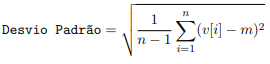 Desvio Padrão = √(1/(n − 1) ∑_{i=1}^{n} (v[i] − m)²)